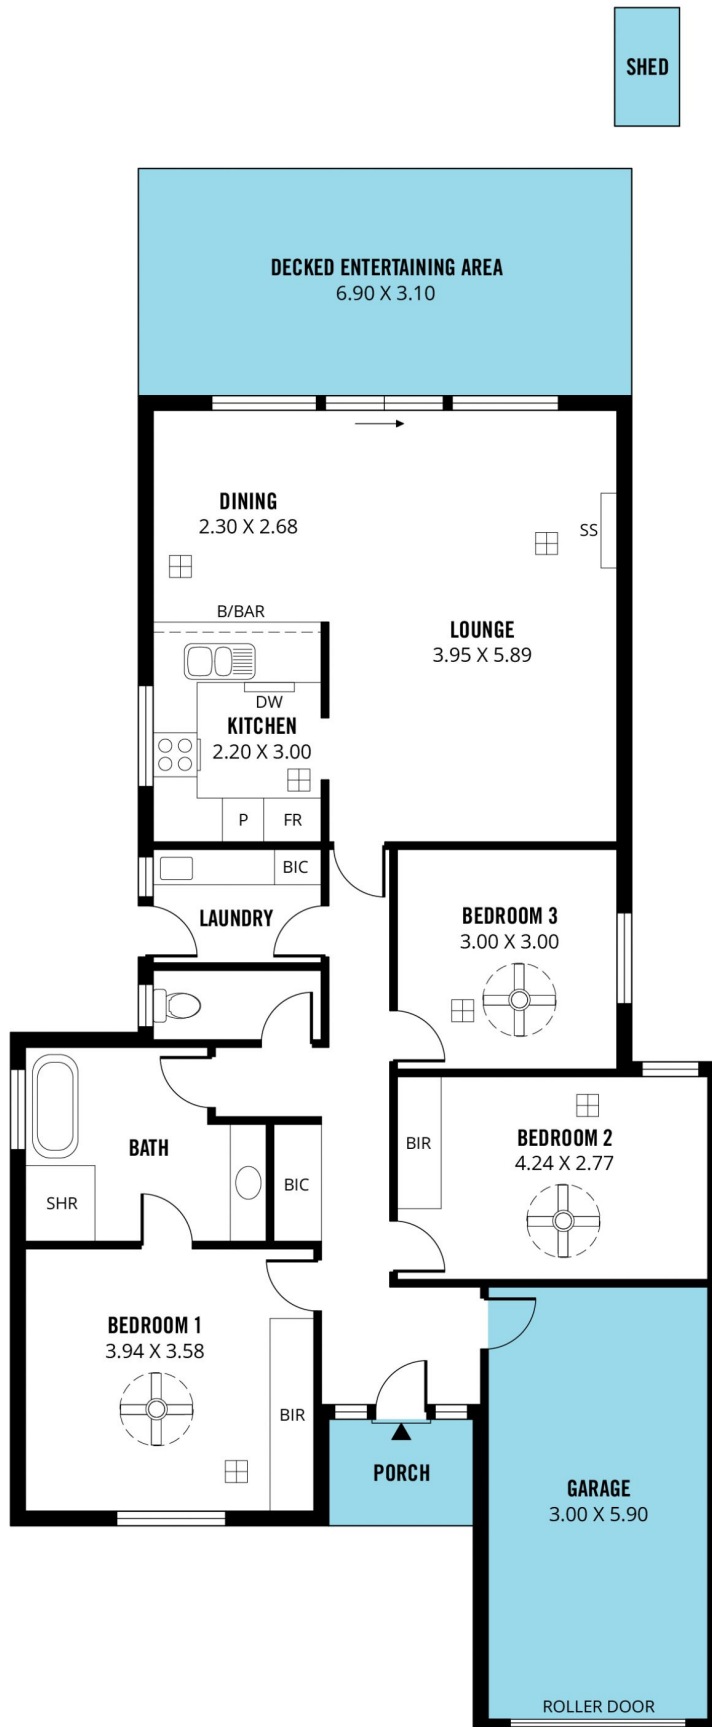 SHED
DECKED ENTERTAINING AREA
6.90 X 3.10
DINING
2.30 X 2.68
SS
B/BAR
LOUNGE
3.95 X 5.89
DW
KITCHEN
2.20 X 3.00
P
FR
BIC
LAUNDRY
BEDROOM 3
3.00 X 3.00
BATH
SHR
BIC
BIR
BEDROOM 2
4.24 X 2.77
BEDROOM 1
3.94 X 3.58
BIR
PORCH
GARAGE
3.00 X 5.90
ROLLER DOOR